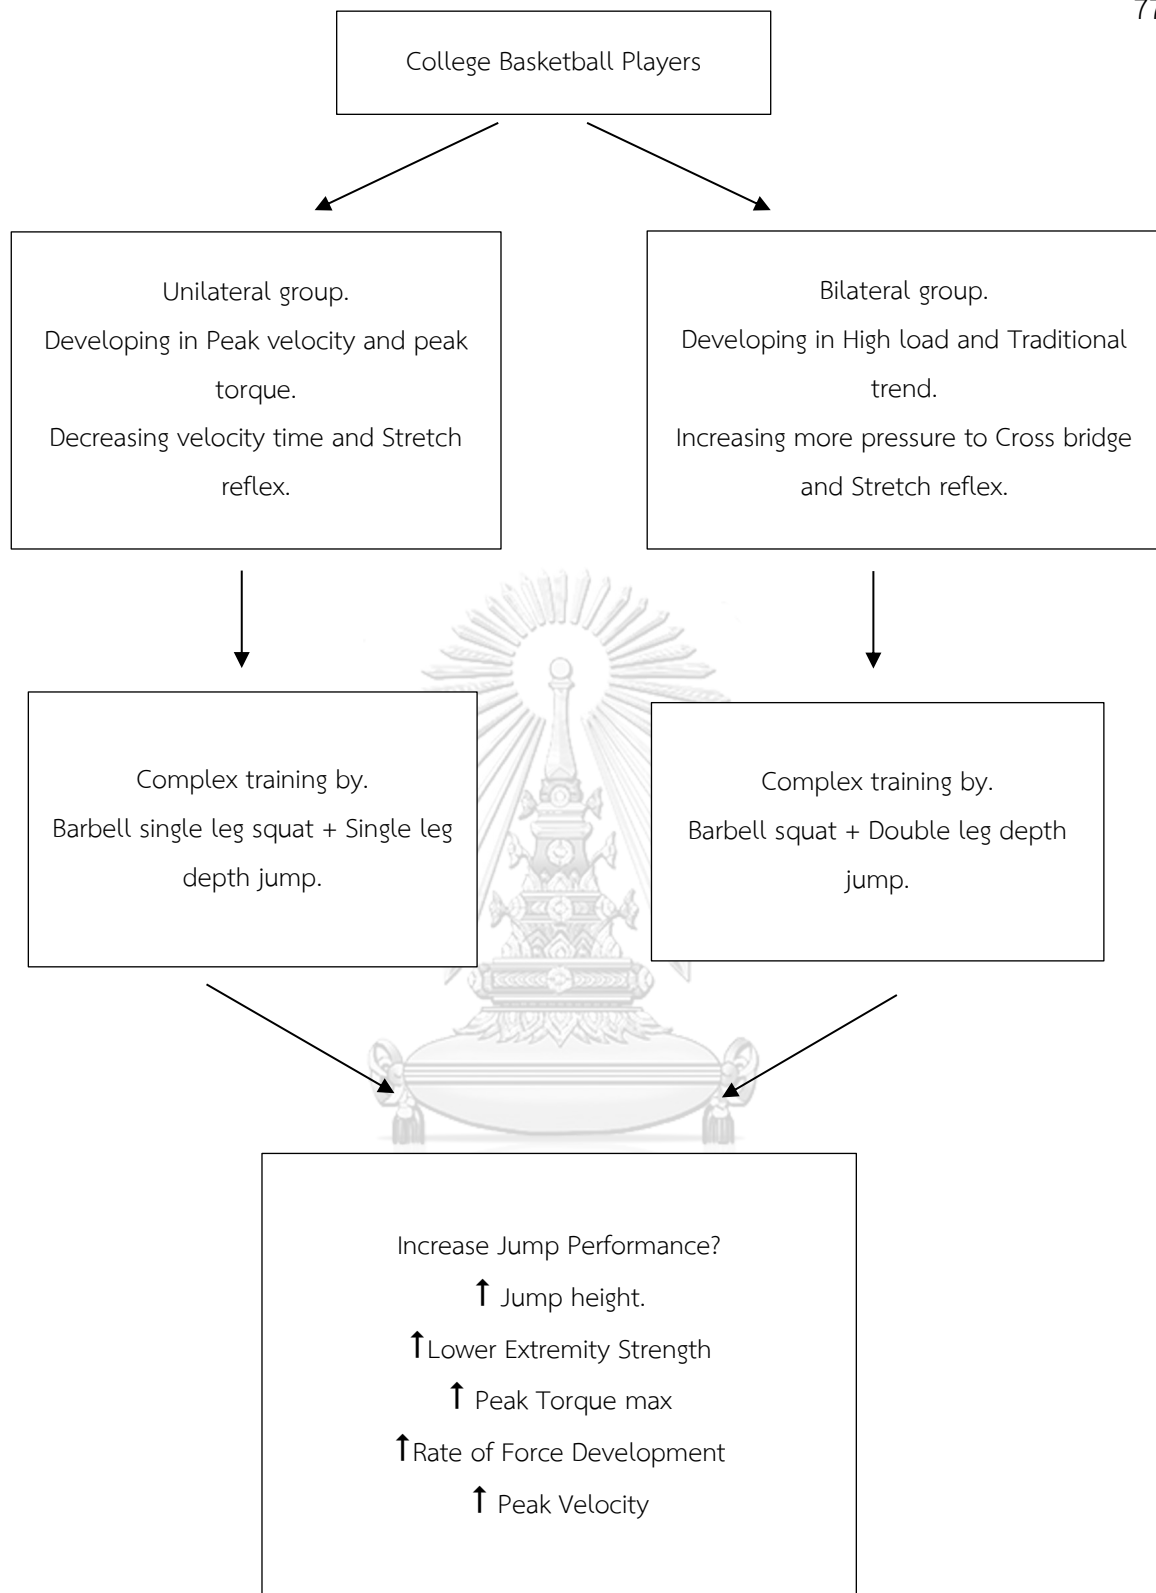 77
College Basketball Players
Unilateral group.
Developing in Peak velocity and peak
torque.
Decreasing velocity time and Stretch
reflex.
Bilateral group.
Developing in High load and Traditional
trend.
Increasing more pressure to Cross bridge
and Stretch reflex.
Complex training by.
Barbell single leg squat + Single leg
depth jump.
Complex training by.
Barbell squat + Double leg depth
jump.
Increase Jump Performance?
↑ Jump height.
↑Lower Extremity Strength
↑ Peak Torque max
↑Rate of Force Development
↑ Peak Velocity